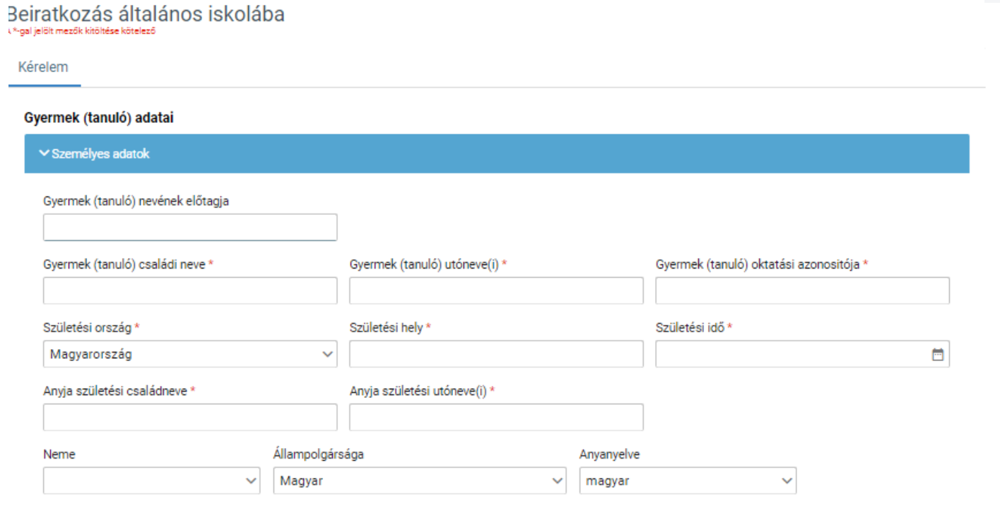 Beiratkozás általános iskolába
A *-gal jelölt mezők kitöltése kötelező
Kérelem
Gyermek (tanuló) adatai
Személyes adatok
Gyermek (tanuló) nevének előtagja
Gyermek (tanuló) családi neve * Gyermek (tanuló) utóneve(i) * Gyermek (tanuló) oktatási azonosítója *
Születési ország * Születési hely * Születési idő *
Magyarország
Anyja születési családneve * Anyja születési utóneve(i) *
Neme Állampolgársága Anyanyelve
Magyar magyar